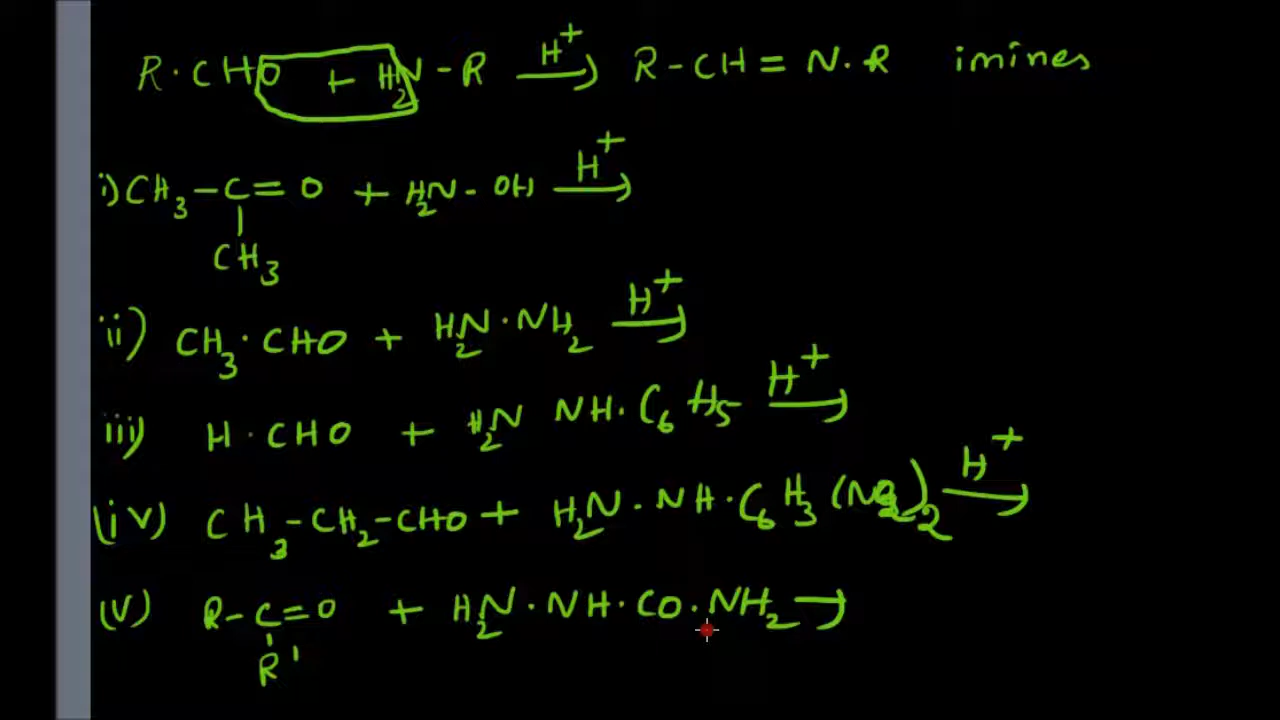 R·CHO + H₂N-R →(H⁺) R-CH=N·R imines
i) CH₃-C=O + H₂N-OH →(H⁺)
|
CH₃
ii) CH₃·CHO + H₂N·NH₂ →(H⁺)
iii) H·CHO + H₂N NH·C₆H₅ →(H⁺)
(iv) CH₃-CH₂-CHO + H₂N·NH·C₆H₃(NO₂)₂ →(H⁺)
(v) R-C=O + H₂N·NH·CO·NH₂ →
|
R'